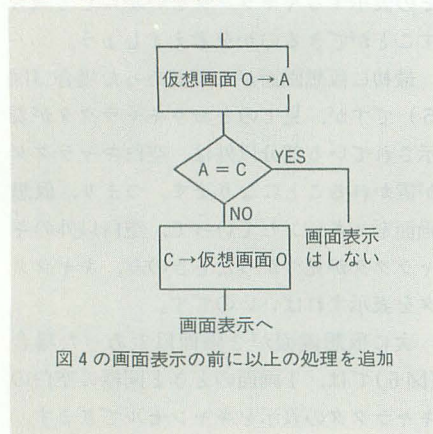 仮想画面0→A
A=C
YES
NO
画面表示
はしない
C→仮想画面0
画面表示へ
図4の画面表示の前に以上の処理を追加